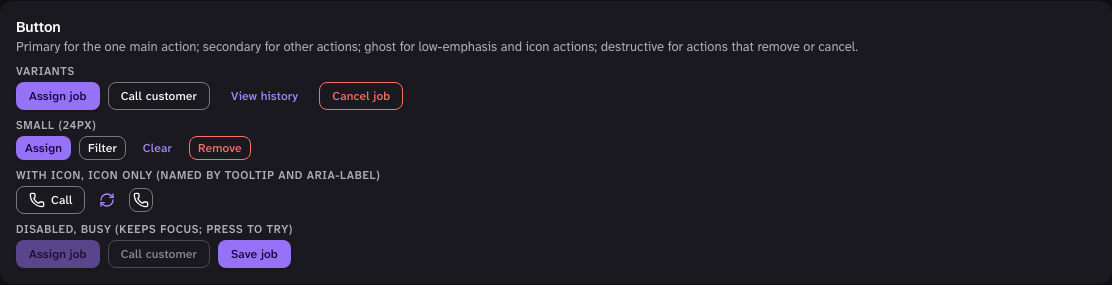 Button
Primary for the one main action; secondary for other actions; ghost for low-emphasis and icon actions; destructive for actions that remove or cancel.
VARIANTS
Assign job Call customer View history Cancel job
SMALL (24PX)
Assign Filter Clear Remove
WITH ICON, ICON ONLY (NAMED BY TOOLTIP AND ARIA-LABEL)
Call
DISABLED, BUSY (KEEPS FOCUS; PRESS TO TRY)
Assign job Call customer Save job